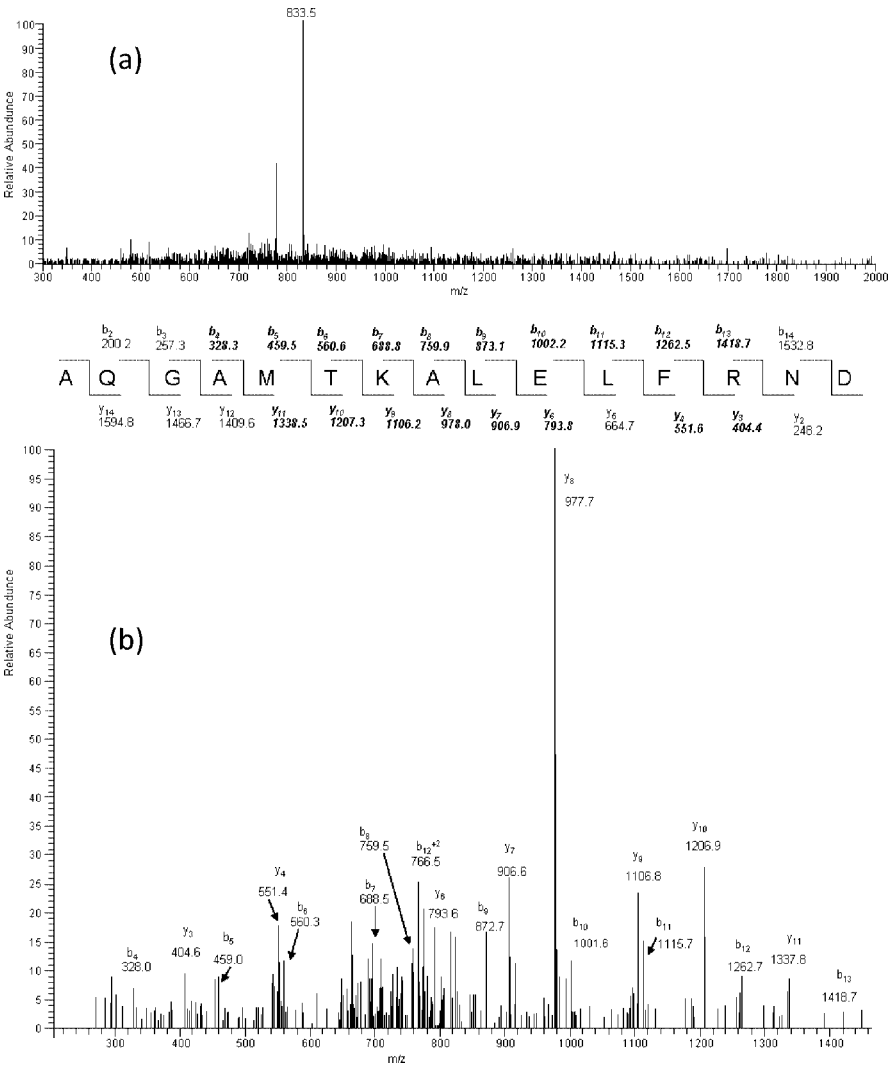 833.5
(a)
100
90
80
70
60
50
40
30
20
10
0
Relative Abundance
300 400 500 600 700 800 900 1000 1100 1200 1300 1400 1500 1600 1700 1800 1900 2000
m/z
b2 b3 b4 b5 b6 b7 b8 b9 b10 b11 b12 b13 b14
200.2 257.3 328.3 459.5 560.6 688.8 759.9 873.1 1002.2 1115.3 1262.5 1418.7 1532.8
A Q G A M T K A L E L F R N D
y14 y13 y12 y11 y10 y9 y8 y7 y6 y5 y4 y3 y2
1594.8 1466.7 1409.6 1338.5 1207.3 1106.2 978.0 906.9 793.8 664.7 551.6 404.4 248.2
100
95
90
85
80
75
70
65
60
55
50
45
40
35
30
25
20
15
10
5
0
Relative Abundance
(b)
y8
977.7
b4
328.0
y3
404.6
b5
459.0
y4
551.4
b6
560.3
b7
688.5
b8
759.5
b12+2
766.5
y6
793.6
b9
872.7
y7
906.6
b10
1001.6
y9
1106.8
b11
1115.7
y10
1206.9
b12
1262.7
y11
1337.8
b13
1418.7
300 400 500 600 700 800 900 1000 1100 1200 1300 1400
m/z